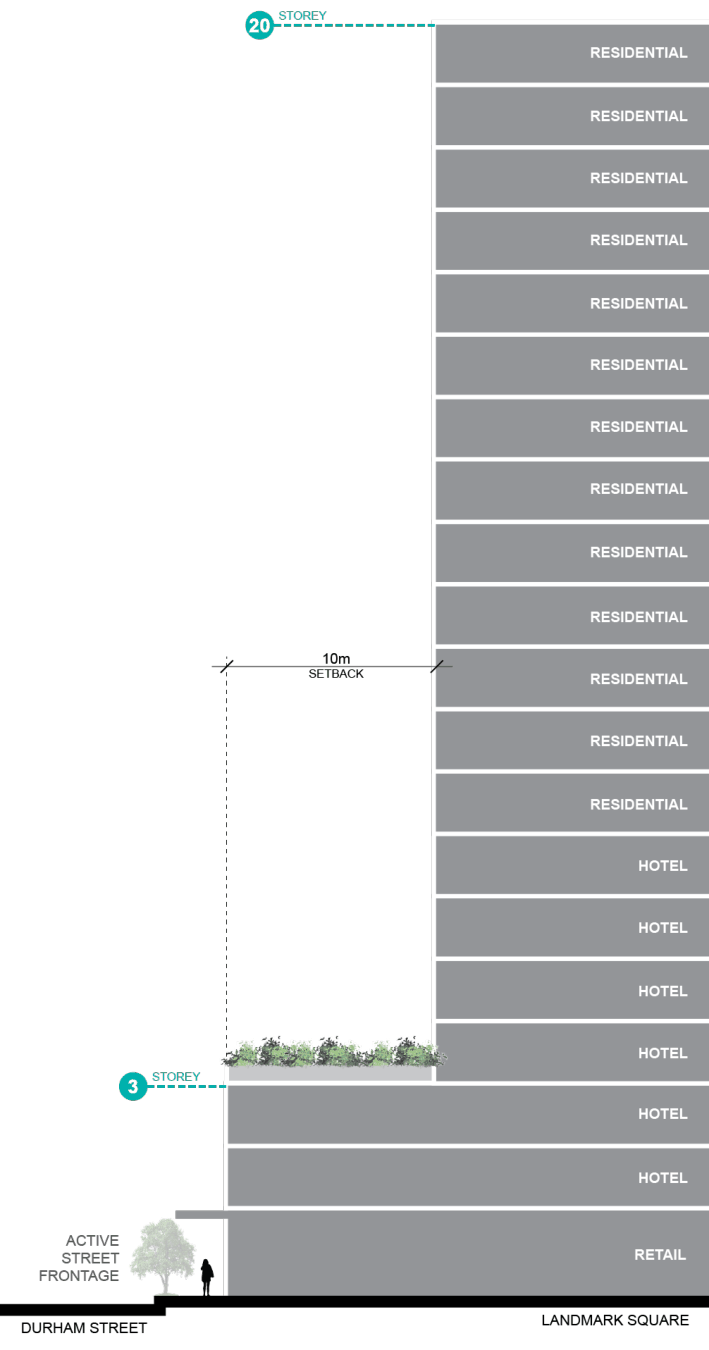 20
STOREY
RESIDENTIAL
RESIDENTIAL
RESIDENTIAL
RESIDENTIAL
RESIDENTIAL
RESIDENTIAL
RESIDENTIAL
RESIDENTIAL
RESIDENTIAL
RESIDENTIAL
10m
SETBACK
RESIDENTIAL
RESIDENTIAL
RESIDENTIAL
HOTEL
HOTEL
HOTEL
HOTEL
3
STOREY
HOTEL
HOTEL
ACTIVE
STREET
FRONTAGE
RETAIL
DURHAM STREET
LANDMARK SQUARE